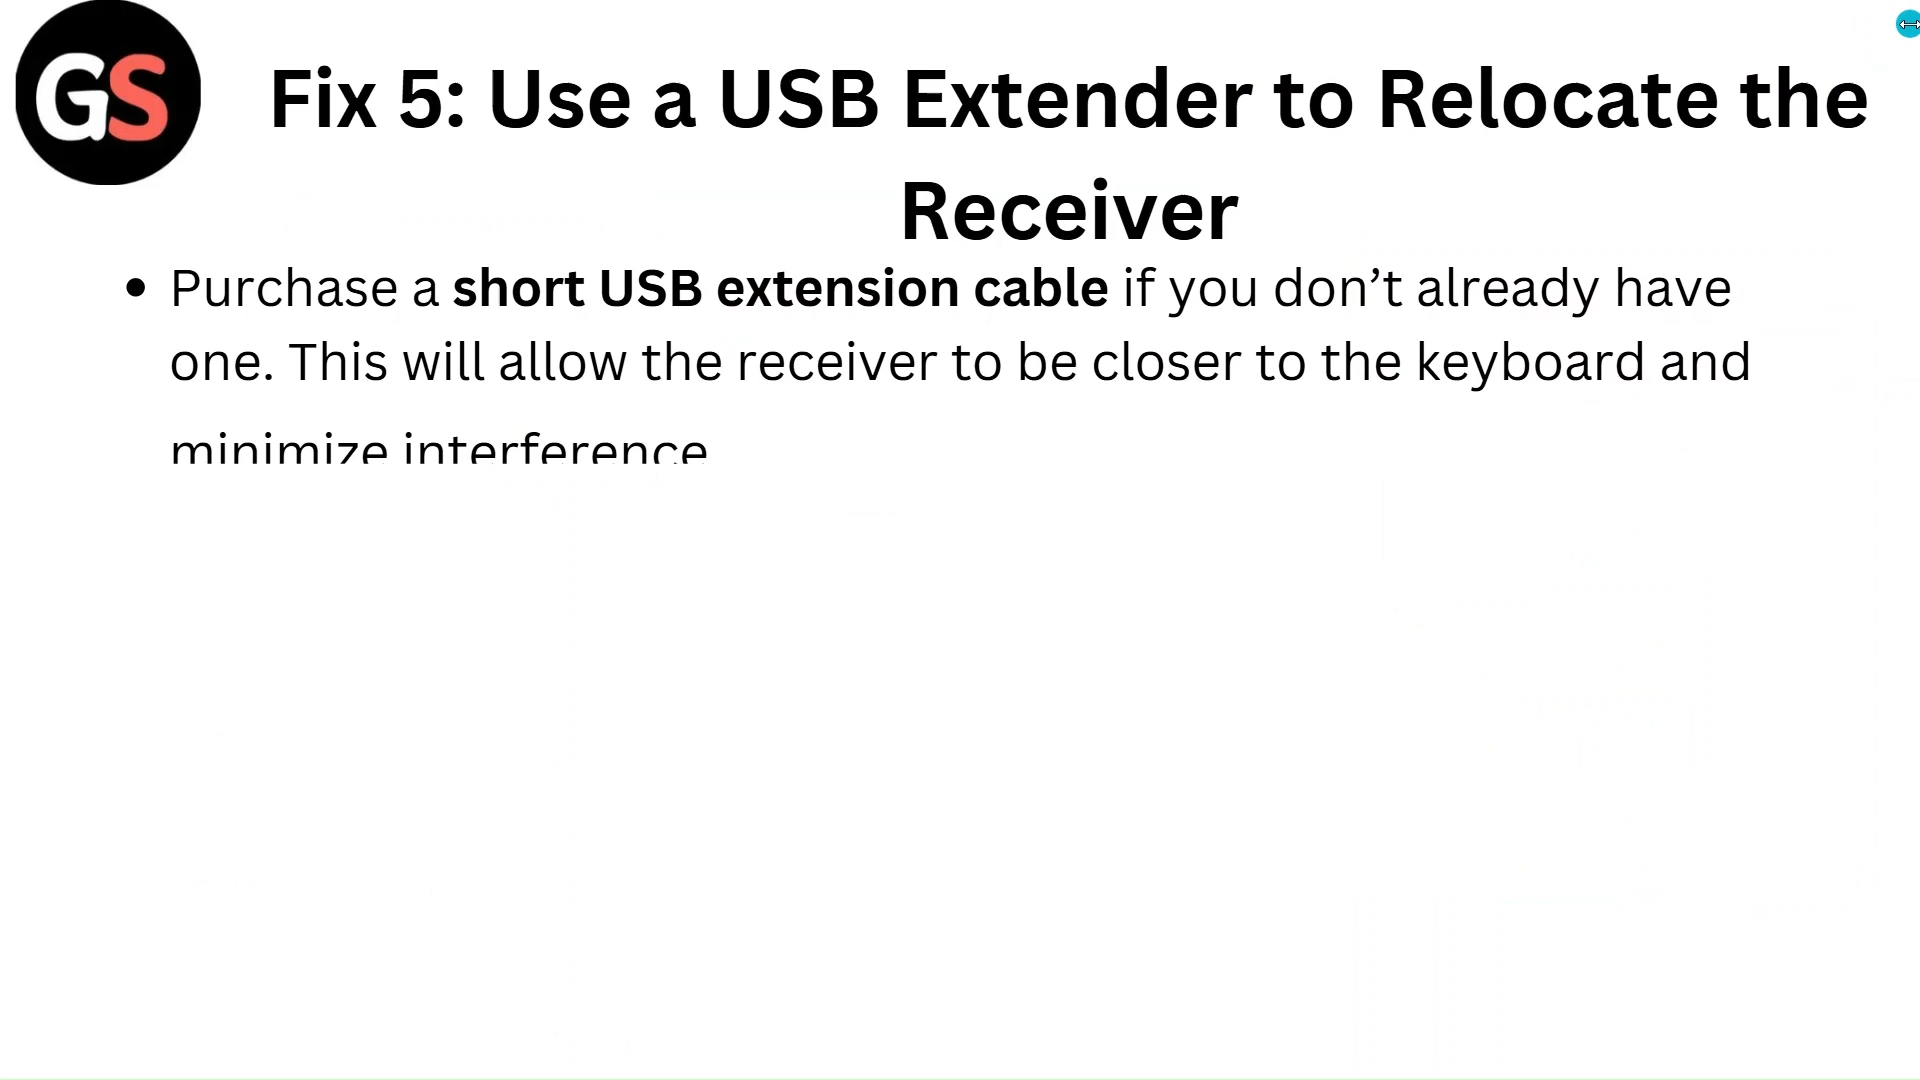 GS
Fix 5: Use a USB Extender to Relocate the
Receiver
• Purchase a short USB extension cable if you don’t already have
one. This will allow the receiver to be closer to the keyboard and
minimize interference